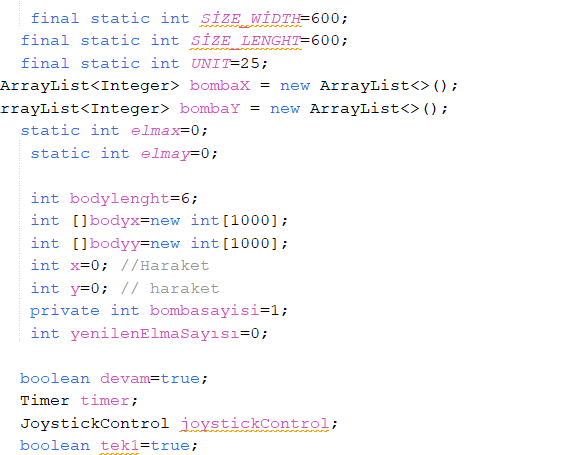 final static int SİZE_WİDTH=600;
final static int SİZE_LENGHT=600;
final static int UNIT=25;
ArrayList<Integer> bombaX = new ArrayList<>();
rrayList<Integer> bombaY = new ArrayList<>();
static int elmax=0;
static int elmay=0;
int bodylenght=6;
int []bodyx=new int[1000];
int []bodyy=new int[1000];
int x=0; //Haraket
int y=0; // haraket
private int bombasayisi=1;
int yenilenElmaSayısı=0;
boolean devam=true;
Timer timer;
JoystickControl joystickControl;
boolean tek1=true;